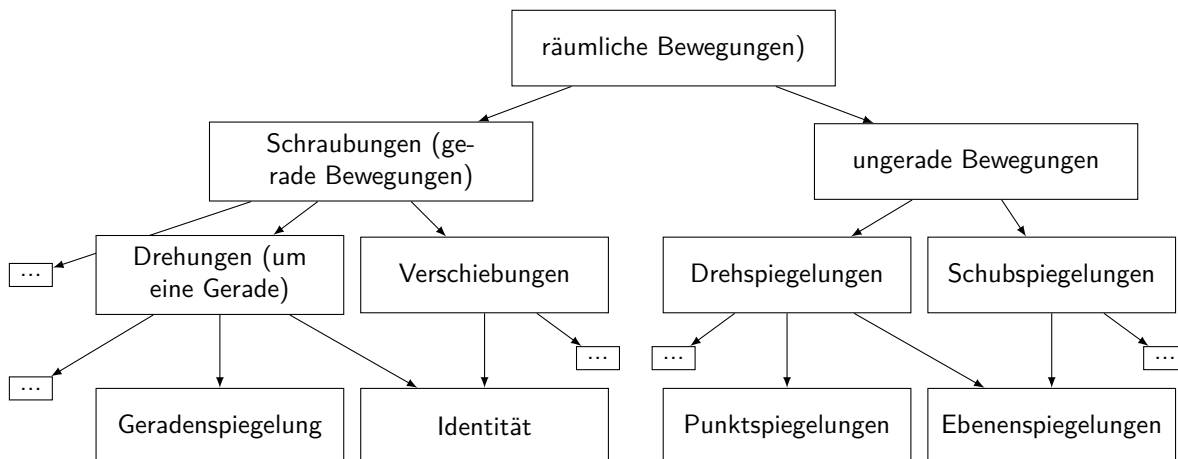 räumliche Bewegungen)
Schraubungen (ge-
rade Bewegungen)
ungerade Bewegungen
...
Drehungen (um
eine Gerade)
Verschiebungen
Drehspiegelungen
Schubspiegelungen
...
...
...
...
Geradenspiegelung
Identität
Punktspiegelungen
Ebenenspiegelungen